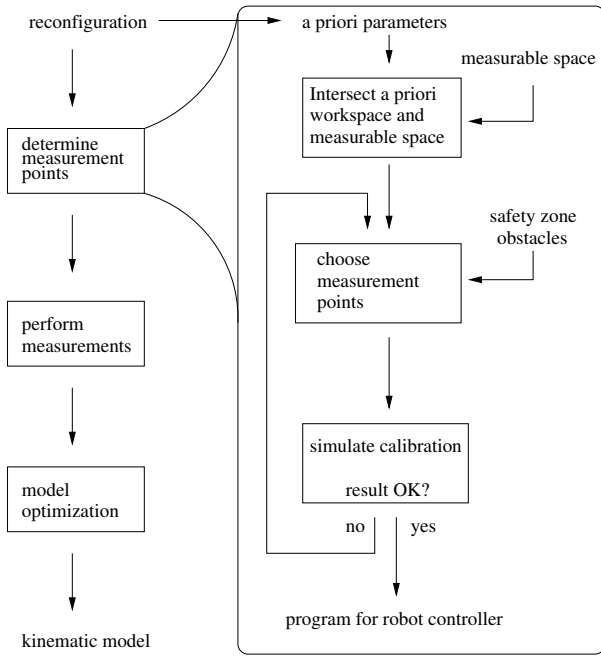 reconfiguration
determine
measurement
points
perform
measurements
model
optimization
kinematic model
a priori parameters
measurable space
Intersect a priori
workspace and
measurable space
safety zone
obstacles
choose
measurement
points
simulate calibration
result OK?
no
yes
program for robot controller